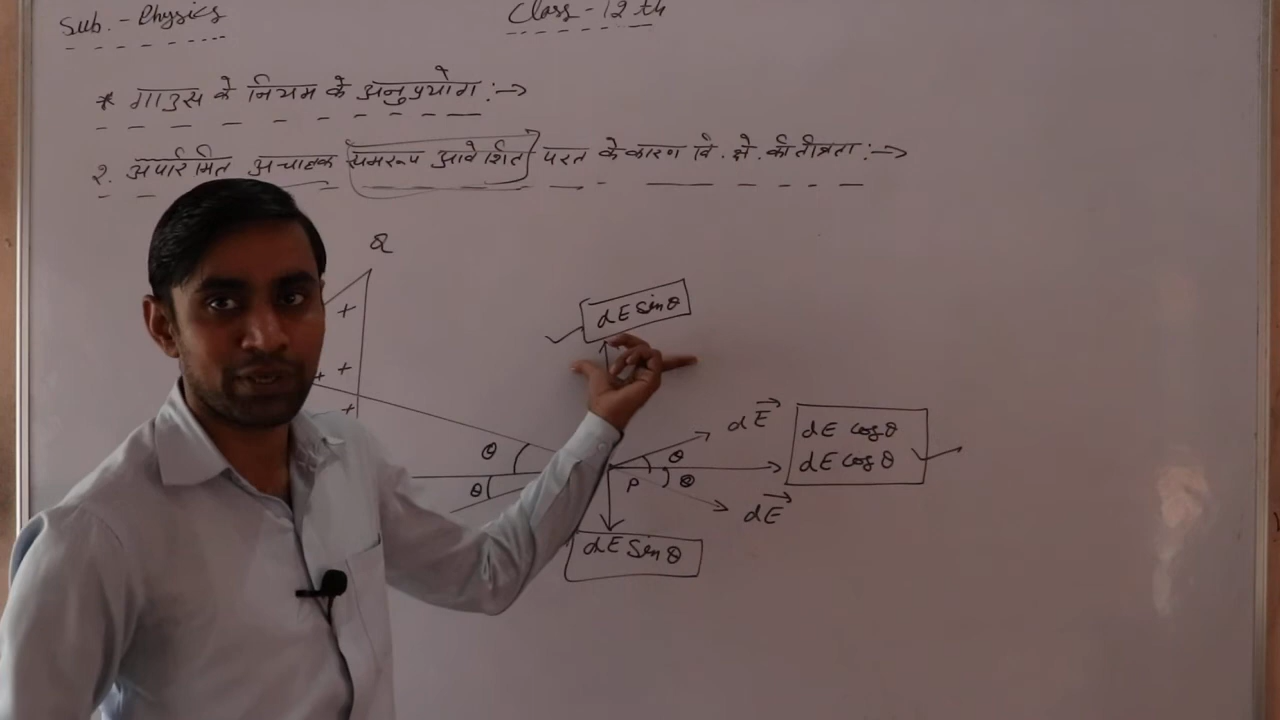 Sub. - Physics
Class - 12 th
* गाउस के नियम के अनुप्रयोग :→
२. अपरिमित अचालक समरूप आवेशित परत के कारण वि. क्षे. की तीव्रता :→
Q
+
+ +
+
dE Sinθ
θ
θ
dE
θ
P
θ
dE
dE cosθ
dE cosθ
dE Sinθ